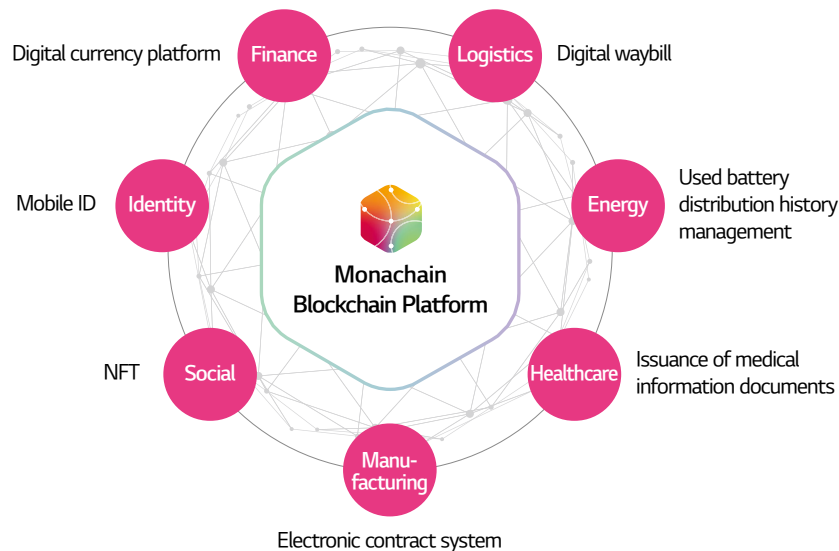 Digital currency platform
Finance
Logistics
Digital waybill
Mobile ID
Identity
Energy
Used battery
distribution history
management
Monachain
Blockchain Platform
NFT
Social
Healthcare
Issuance of medical
information documents
Manu-
facturing
Electronic contract system